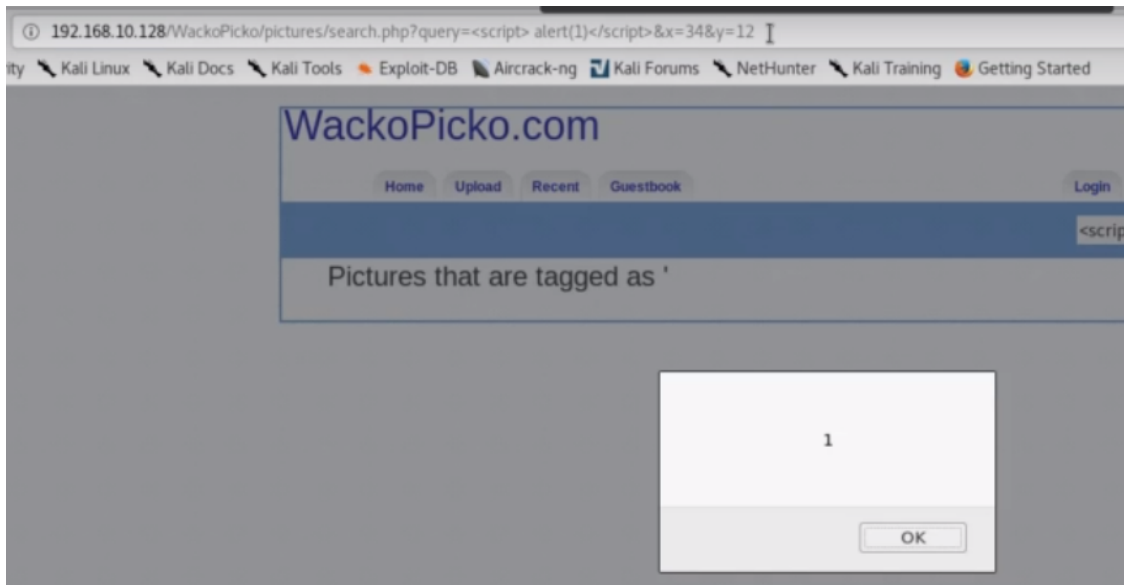 192.168.10.128/WackoPicko/pictures/search.php?query=<script> alert(1)</script>&x=34&y=12
Kali Linux Kali Docs Kali Tools Exploit-DB Aircrack-ng Kali Forums NetHunter Kali Training Getting Started
WackoPicko.com
Home Upload Recent Guestbook Login
<scrip
Pictures that are tagged as '
1
OK